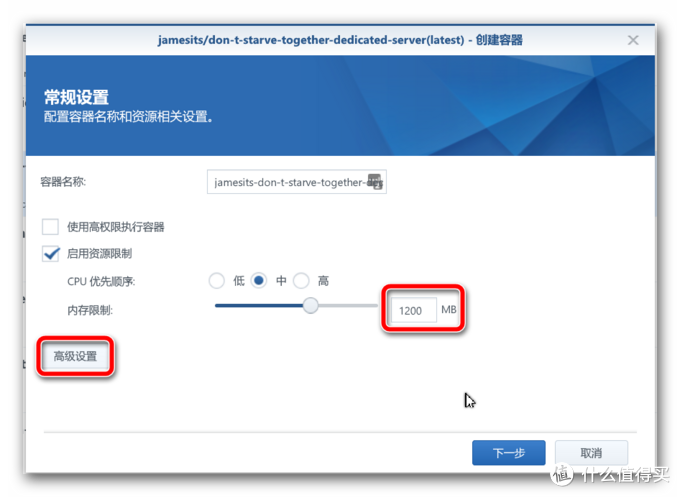 jamesits/don-t-starve-together-dedicated-server(latest) - 创建容器
常规设置
配置容器名称和资源相关设置。
容器名称:
jamesits-don-t-starve-together-
使用高权限执行容器
启用资源限制
CPU 优先顺序:
低
中
高
内存限制:
1200
MB
高级设置
下一步
取消
值 什么值得买